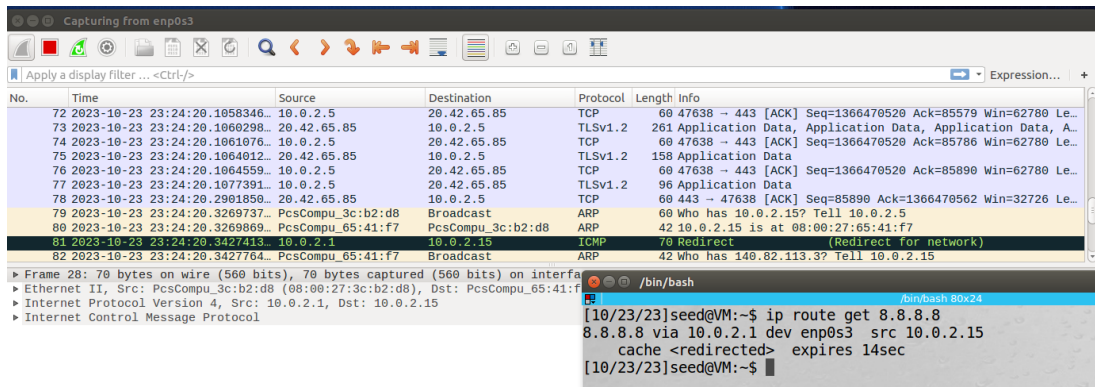 Capturing from enp0s3
Apply a display filter ... <Ctrl-/>
Expression... +
No. Time Source Destination Protocol Length Info
72 2023-10-23 23:24:20.1058346… 10.0.2.5 20.42.65.85 TCP 60 47638 → 443 [ACK] Seq=1366470520 Ack=85579 Win=62780 Le…
73 2023-10-23 23:24:20.1060298… 20.42.65.85 10.0.2.5 TLSv1.2 261 Application Data, Application Data, Application Data, A…
74 2023-10-23 23:24:20.1061076… 10.0.2.5 20.42.65.85 TCP 60 47638 → 443 [ACK] Seq=1366470520 Ack=85786 Win=62780 Le…
75 2023-10-23 23:24:20.1064012… 20.42.65.85 10.0.2.5 TLSv1.2 158 Application Data
76 2023-10-23 23:24:20.1064559… 10.0.2.5 20.42.65.85 TCP 60 47638 → 443 [ACK] Seq=1366470520 Ack=85890 Win=62780 Le…
77 2023-10-23 23:24:20.1077391… 10.0.2.5 20.42.65.85 TLSv1.2 96 Application Data
78 2023-10-23 23:24:20.2901850… 20.42.65.85 10.0.2.5 TCP 60 443 → 47638 [ACK] Seq=85890 Ack=1366470562 Win=32726 Le…
79 2023-10-23 23:24:20.3269737… PcsCompu_3c:b2:d8 Broadcast ARP 60 Who has 10.0.2.15? Tell 10.0.2.5
80 2023-10-23 23:24:20.3269869… PcsCompu_65:41:f7 PcsCompu_3c:b2:d8 ARP 42 10.0.2.15 is at 08:00:27:65:41:f7
81 2023-10-23 23:24:20.3427413… 10.0.2.1 10.0.2.15 ICMP 70 Redirect (Redirect for network)
82 2023-10-23 23:24:20.3427764… PcsCompu_65:41:f7 Broadcast ARP 42 Who has 140.82.113.3? Tell 10.0.2.15
Frame 28: 70 bytes on wire (560 bits), 70 bytes captured (560 bits) on interfa
Ethernet II, Src: PcsCompu_3c:b2:d8 (08:00:27:3c:b2:d8), Dst: PcsCompu_65:41:f
Internet Protocol Version 4, Src: 10.0.2.1, Dst: 10.0.2.15
Internet Control Message Protocol
/bin/bash
/bin/bash 80x24
[10/23/23]seed@VM:~$ ip route get 8.8.8.8
8.8.8.8 via 10.0.2.1 dev enp0s3 src 10.0.2.15
cache <redirected> expires 14sec
[10/23/23]seed@VM:~$